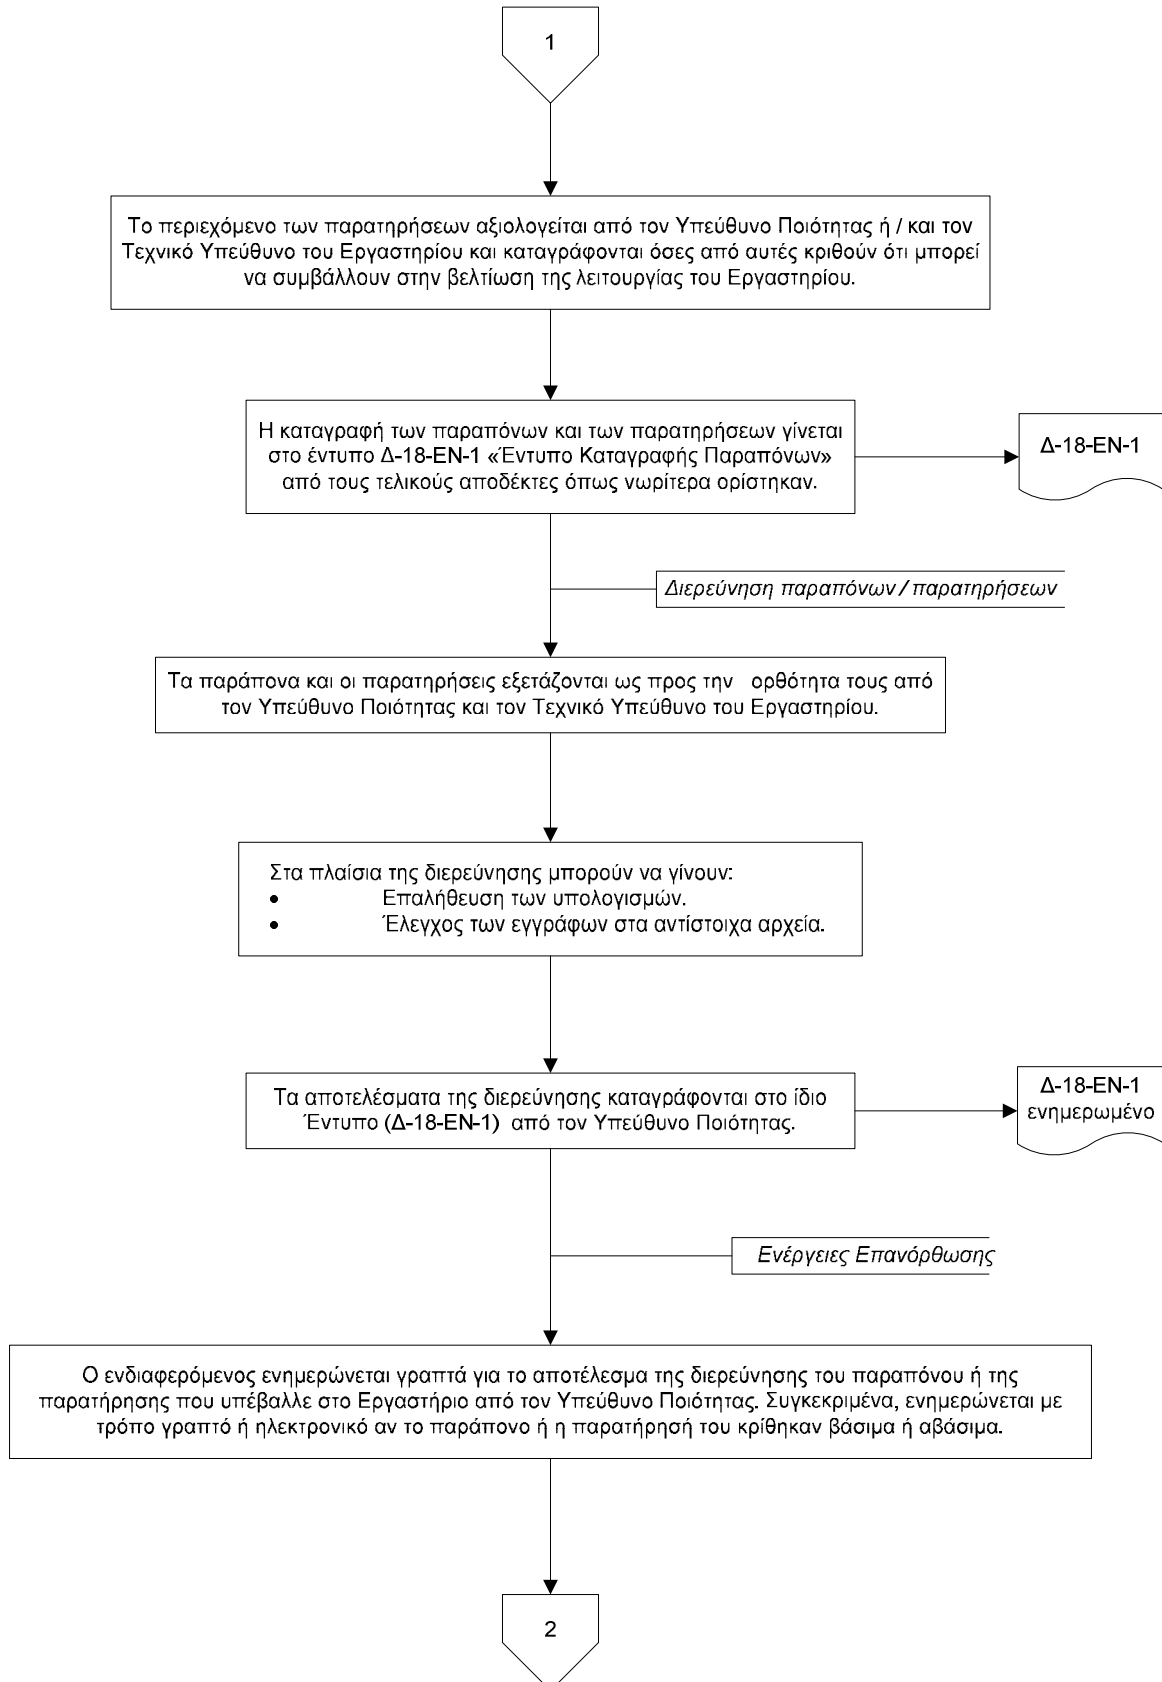 1
Το περιεχόμενο των παρατηρήσεων αξιολογείται από τον Υπεύθυνο Ποιότητας ή / και τον
Τεχνικό Υπεύθυνο του Εργαστηρίου και καταγράφονται όσες από αυτές κριθούν ότι μπορεί
να συμβάλλουν στην βελτίωση της λειτουργίας του Εργαστηρίου.
Η καταγραφή των παραπόνων και των παρατηρήσεων γίνεται
στο έντυπο Δ-18-ΕΝ-1 «Έντυπο Καταγραφής Παραπόνων»
από τους τελικούς αποδέκτες όπως νωρίτερα ορίστηκαν.
Δ-18-ΕΝ-1
Διερεύνηση παραπόνων / παρατηρήσεων
Τα παράπονα και οι παρατηρήσεις εξετάζονται ως προς την ορθότητα τους από
τον Υπεύθυνο Ποιότητας και τον Τεχνικό Υπεύθυνο του Εργαστηρίου.
Στα πλαίσια της διερεύνησης μπορούν να γίνουν:
• Επαλήθευση των υπολογισμών.
• Έλεγχος των εγγράφων στα αντίστοιχα αρχεία.
Τα αποτελέσματα της διερεύνησης καταγράφονται στο ίδιο
Έντυπο (Δ-18-ΕΝ-1) από τον Υπεύθυνο Ποιότητας.
Δ-18-ΕΝ-1
ενημερωμένο
Ενέργειες Επανόρθωσης
Ο ενδιαφερόμενος ενημερώνεται γραπτά για το αποτέλεσμα της διερεύνησης του παραπόνου ή της
παρατήρησης που υπέβαλλε στο Εργαστήριο από τον Υπεύθυνο Ποιότητας. Συγκεκριμένα, ενημερώνεται με
τρόπο γραπτό ή ηλεκτρονικό αν το παράπονο ή η παρατήρησή του κρίθηκαν βάσιμα ή αβάσιμα.
2